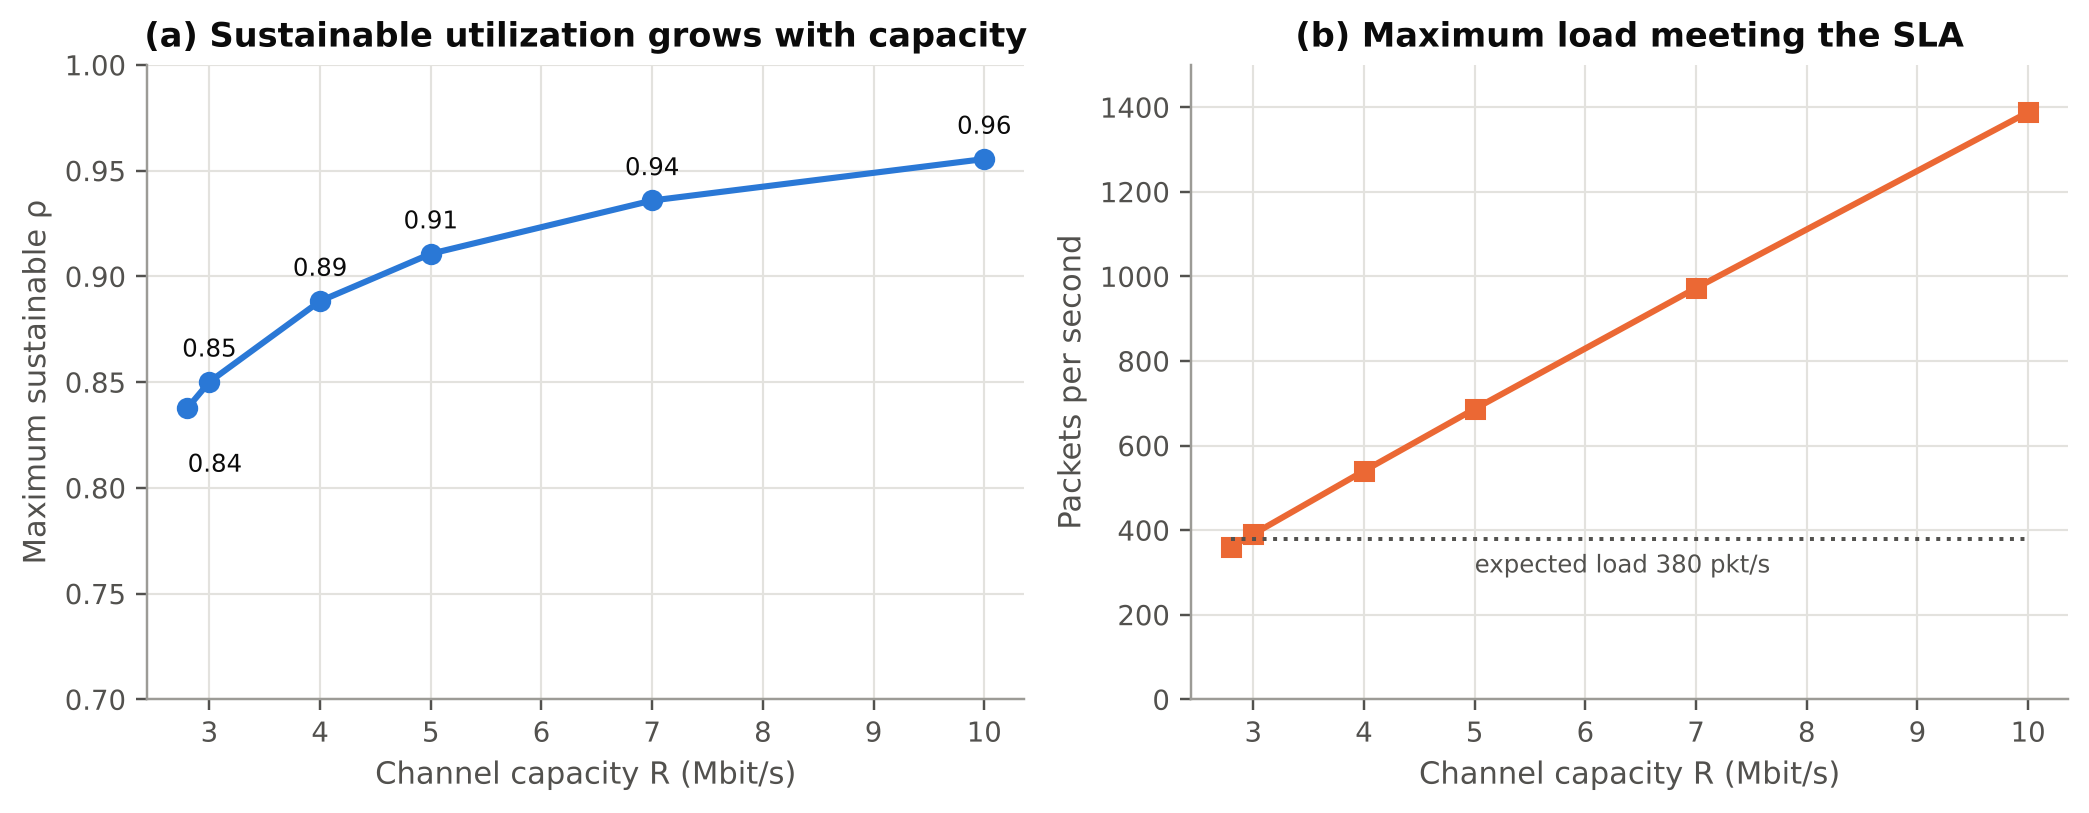 (a) Sustainable utilization grows with capacity
1.00
0.95
0.90
0.85
0.80
0.75
0.70
Maximum sustainable ρ
0.84
0.85
0.89
0.91
0.94
0.96
3 4 5 6 7 8 9 10
Channel capacity R (Mbit/s)
(b) Maximum load meeting the SLA
1400
1200
1000
800
600
400
200
0
Packets per second
expected load 380 pkt/s
3 4 5 6 7 8 9 10
Channel capacity R (Mbit/s)